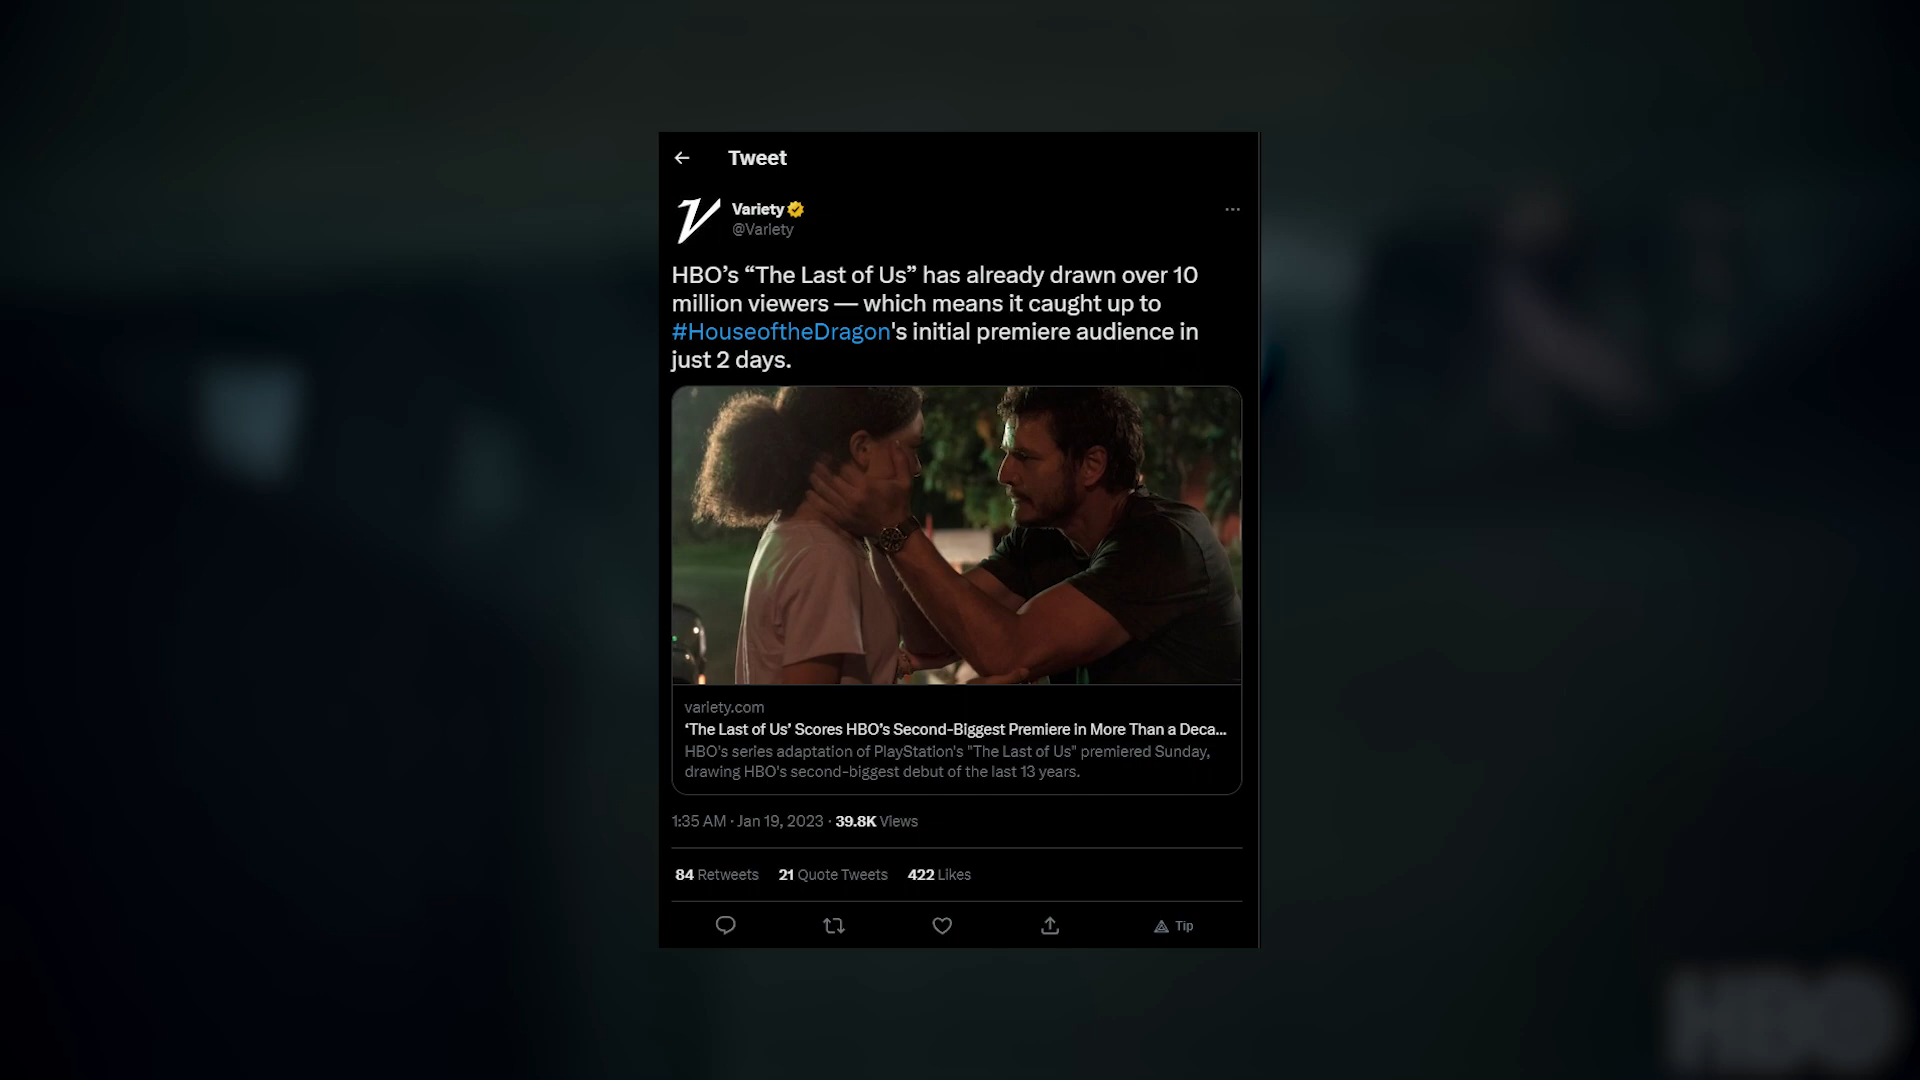 Tweet
Variety
@Variety
HBO’s “The Last of Us” has already drawn over 10
million viewers — which means it caught up to
#HouseoftheDragon's initial premiere audience in
just 2 days.
variety.com
‘The Last of Us’ Scores HBO’s Second-Biggest Premiere in More Than a Deca...
HBO's series adaptation of PlayStation's "The Last of Us" premiered Sunday,
drawing HBO's second-biggest debut of the last 13 years.
1:35 AM · Jan 19, 2023 · 39.8K Views
84 Retweets 21 Quote Tweets 422 Likes
Tip
HBO